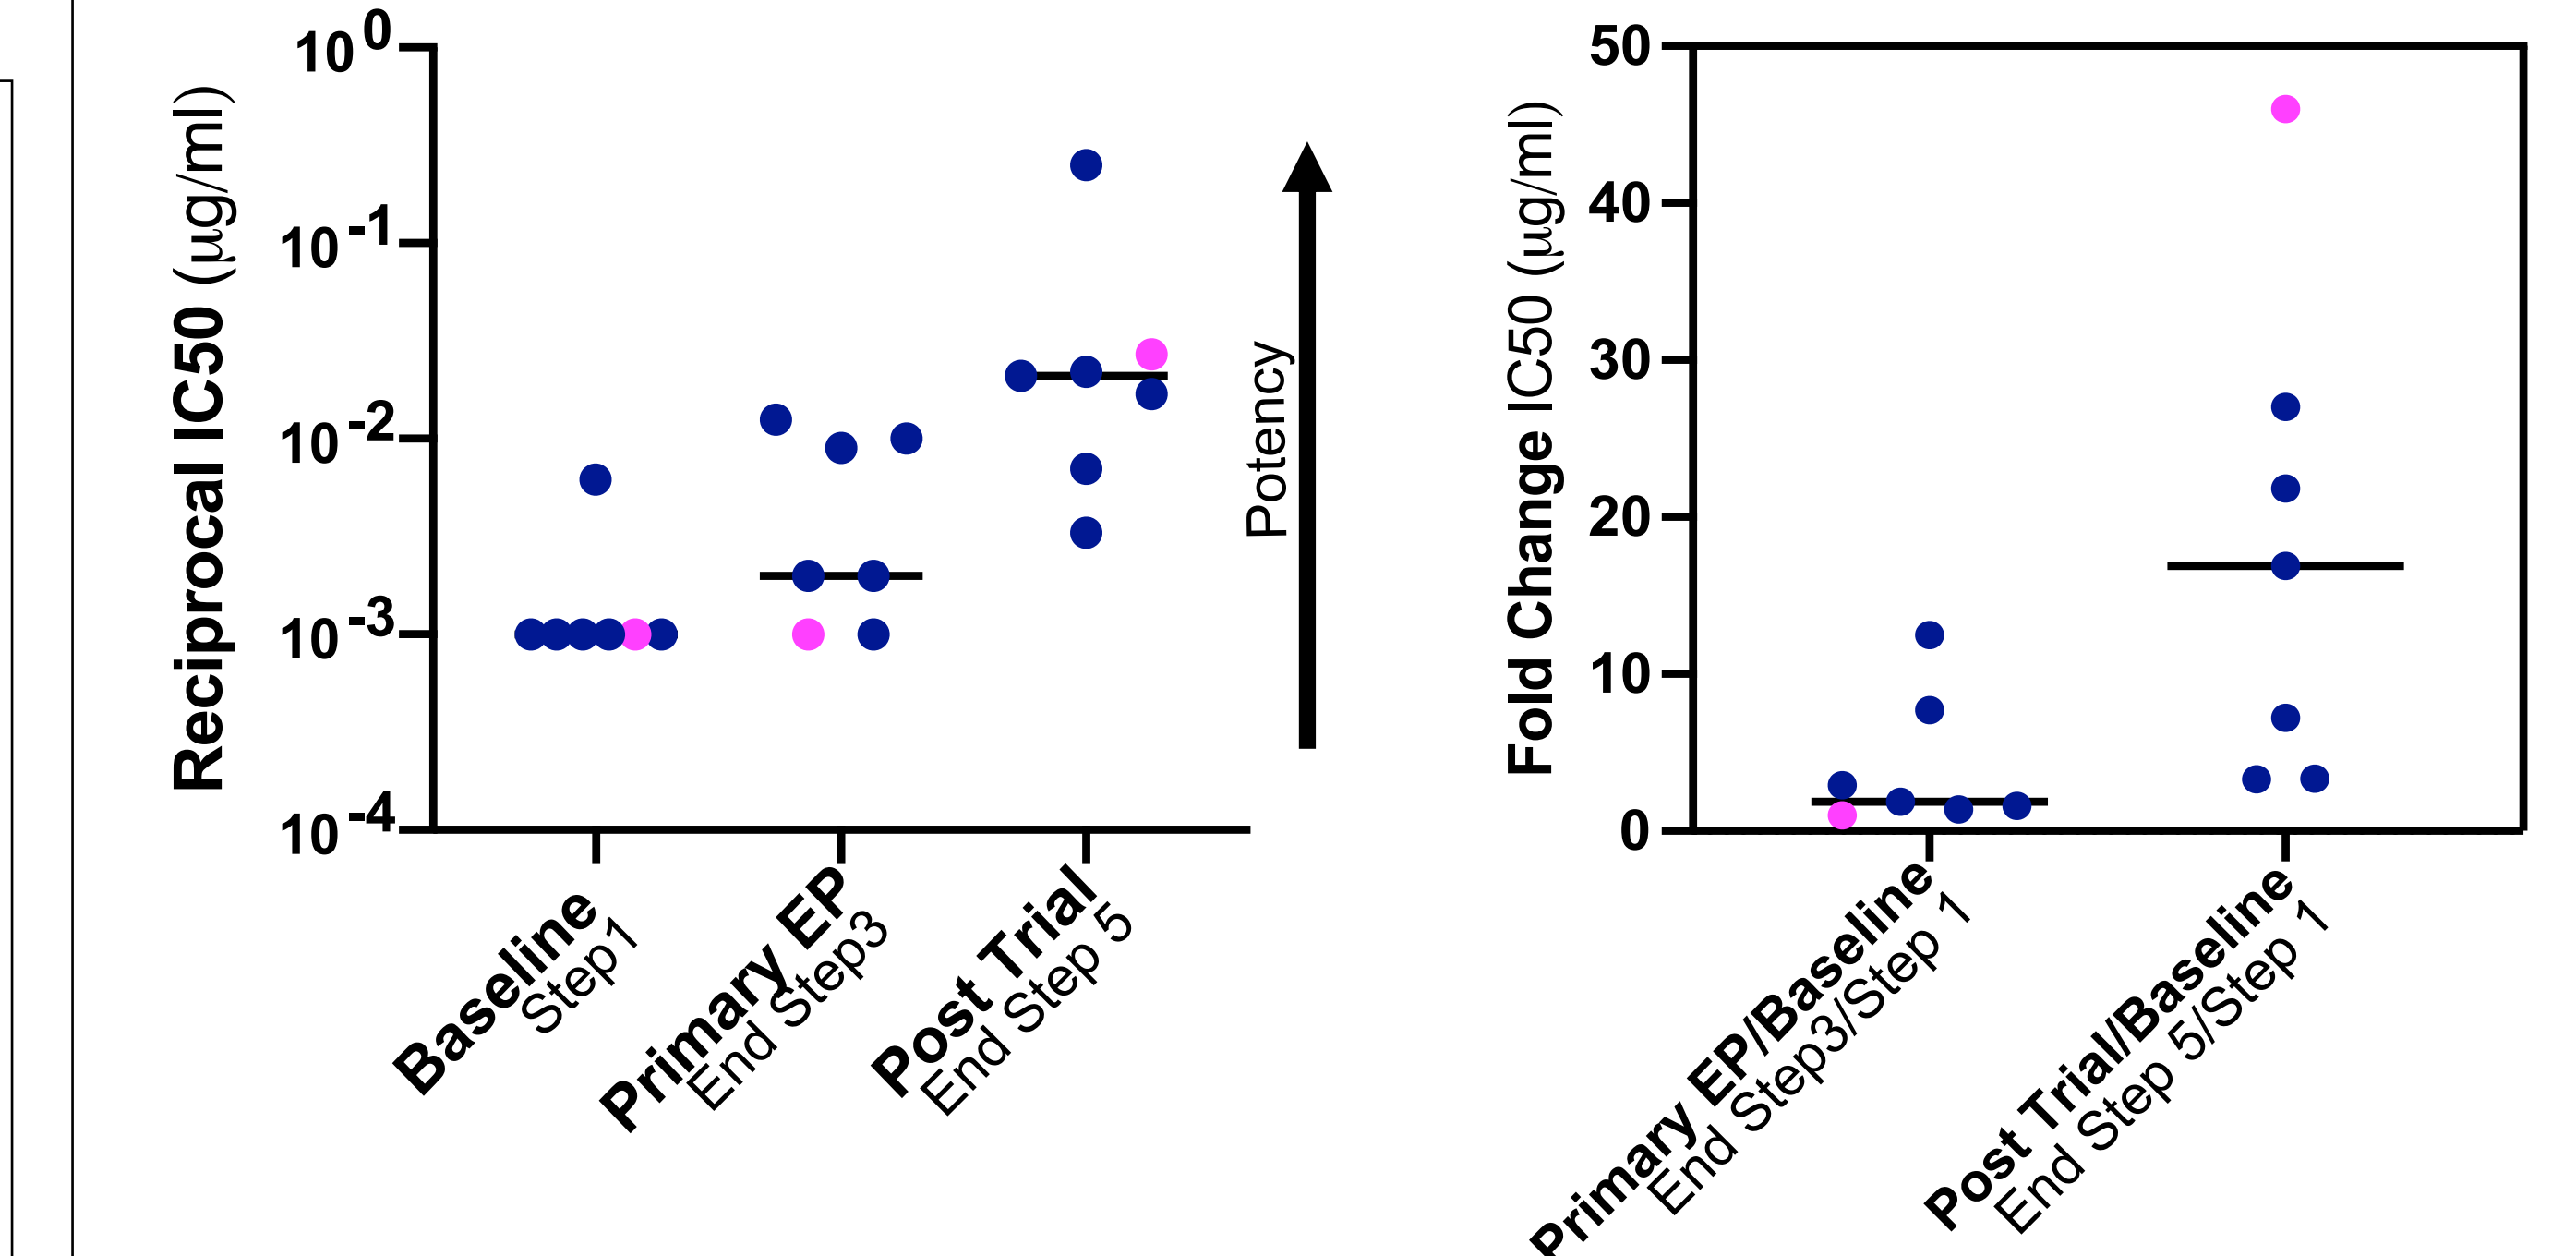 Reciprocal IC50 (μg/ml)
10^0
10^-1
10^-2
10^-3
10^-4
Baseline
Step1
Primary EP
End Step3
Post Trial
End Step 5
Potency
Fold Change IC50 (μg/ml)
50
40
30
20
10
0
Primary EP/Baseline
End Step3/Step 1
Post Trial/Baseline
End Step 5/Step 1